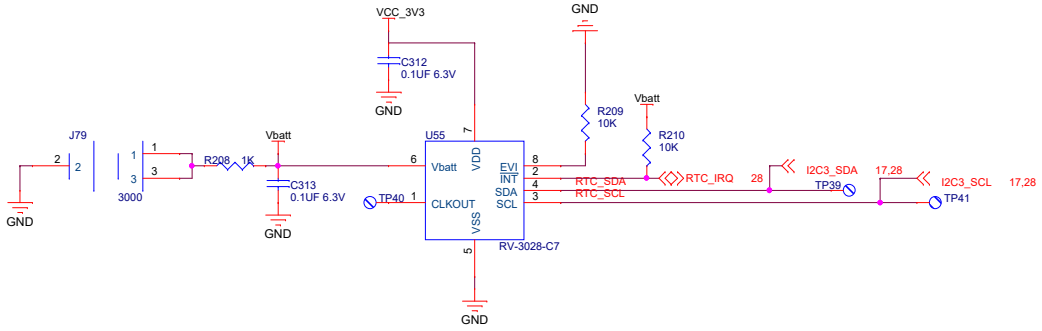 VCC_3V3
GND
C312
0.1UF 6.3V
GND
R209
10K
Vbatt
R210
10K
J79
2
2
1
1
3
3
3000
GND
R208 1K
Vbatt
C313
0.1UF 6.3V
GND
U55
7
VDD
6
Vbatt
TP40
1
CLKOUT
VSS
5
GND
EVI
8
INT
2
SDA
4
SCL
3
RV-3028-C7
RTC_SDA
RTC_SCL
RTC_IRQ 28
I2C3_SDA 17,28
TP39
I2C3_SCL 17,28
TP41